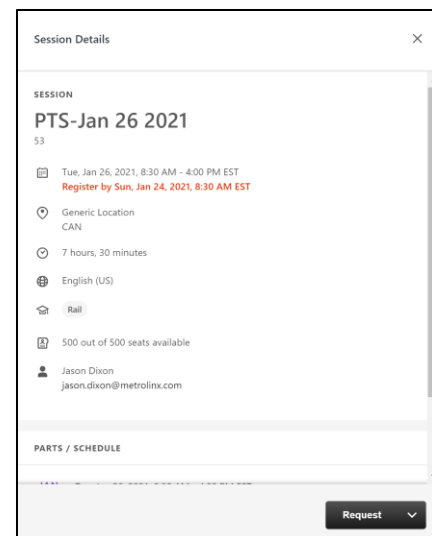 Session Details
SESSION
PTS-Jan 26 2021
53
Tue, Jan 26, 2021, 8:30 AM - 4:00 PM EST
Register by Sun, Jan 24, 2021, 8:30 AM EST
Generic Location
CAN
7 hours, 30 minutes
English (US)
Rail
500 out of 500 seats available
Jason Dixon
jason.dixon@metrolinx.com
PARTS / SCHEDULE
Request